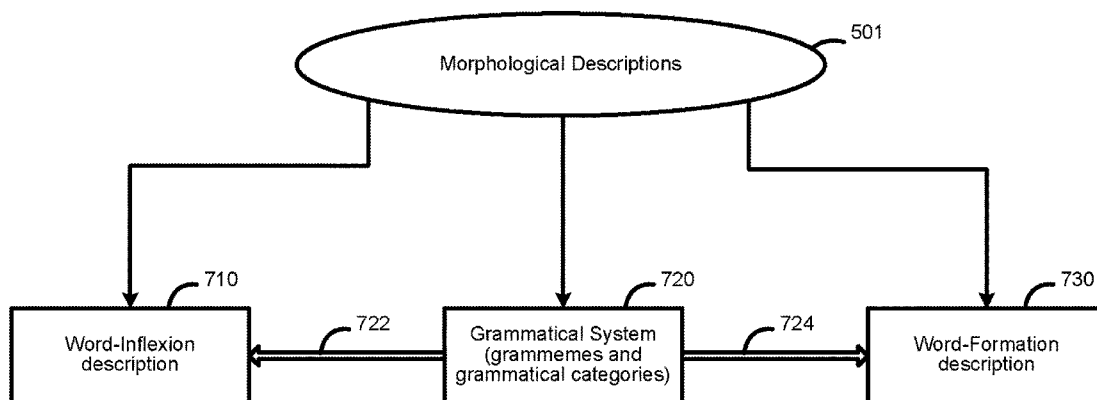 501
Morphological Descriptions
710
720
730
722
724
Word-Inflexion
description
Grammatical System
(grammemes and
grammatical categories)
Word-Formation
description